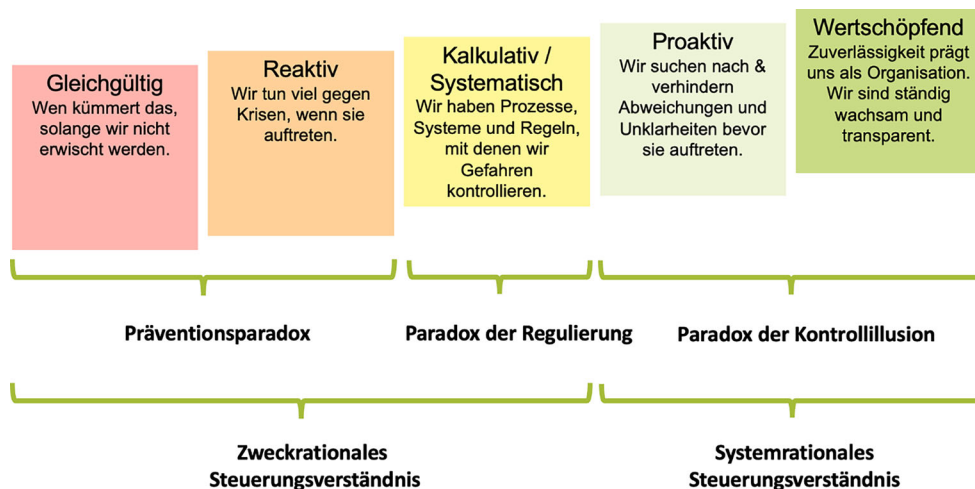 Gleichgültig
Wen kümmert das,
solange wir nicht
erwischt werden.
Reaktiv
Wir tun viel gegen
Krisen, wenn sie
auftreten.
Kalkulativ /
Systematisch
Wir haben Prozesse,
Systeme und Regeln,
mit denen wir
Gefahren
kontrollieren.
Proaktiv
Wir suchen nach &
verhindern
Abweichungen und
Unklarheiten bevor
sie auftreten.
Wertschöpfend
Zuverlässigkeit prägt
uns als Organisation.
Wir sind ständig
wachsam und
transparent.
Präventionsparadox
Paradox der Regulierung
Paradox der Kontrollillusion
Zweckrationales
Steuerungsverständnis
Systemrationales
Steuerungsverständnis